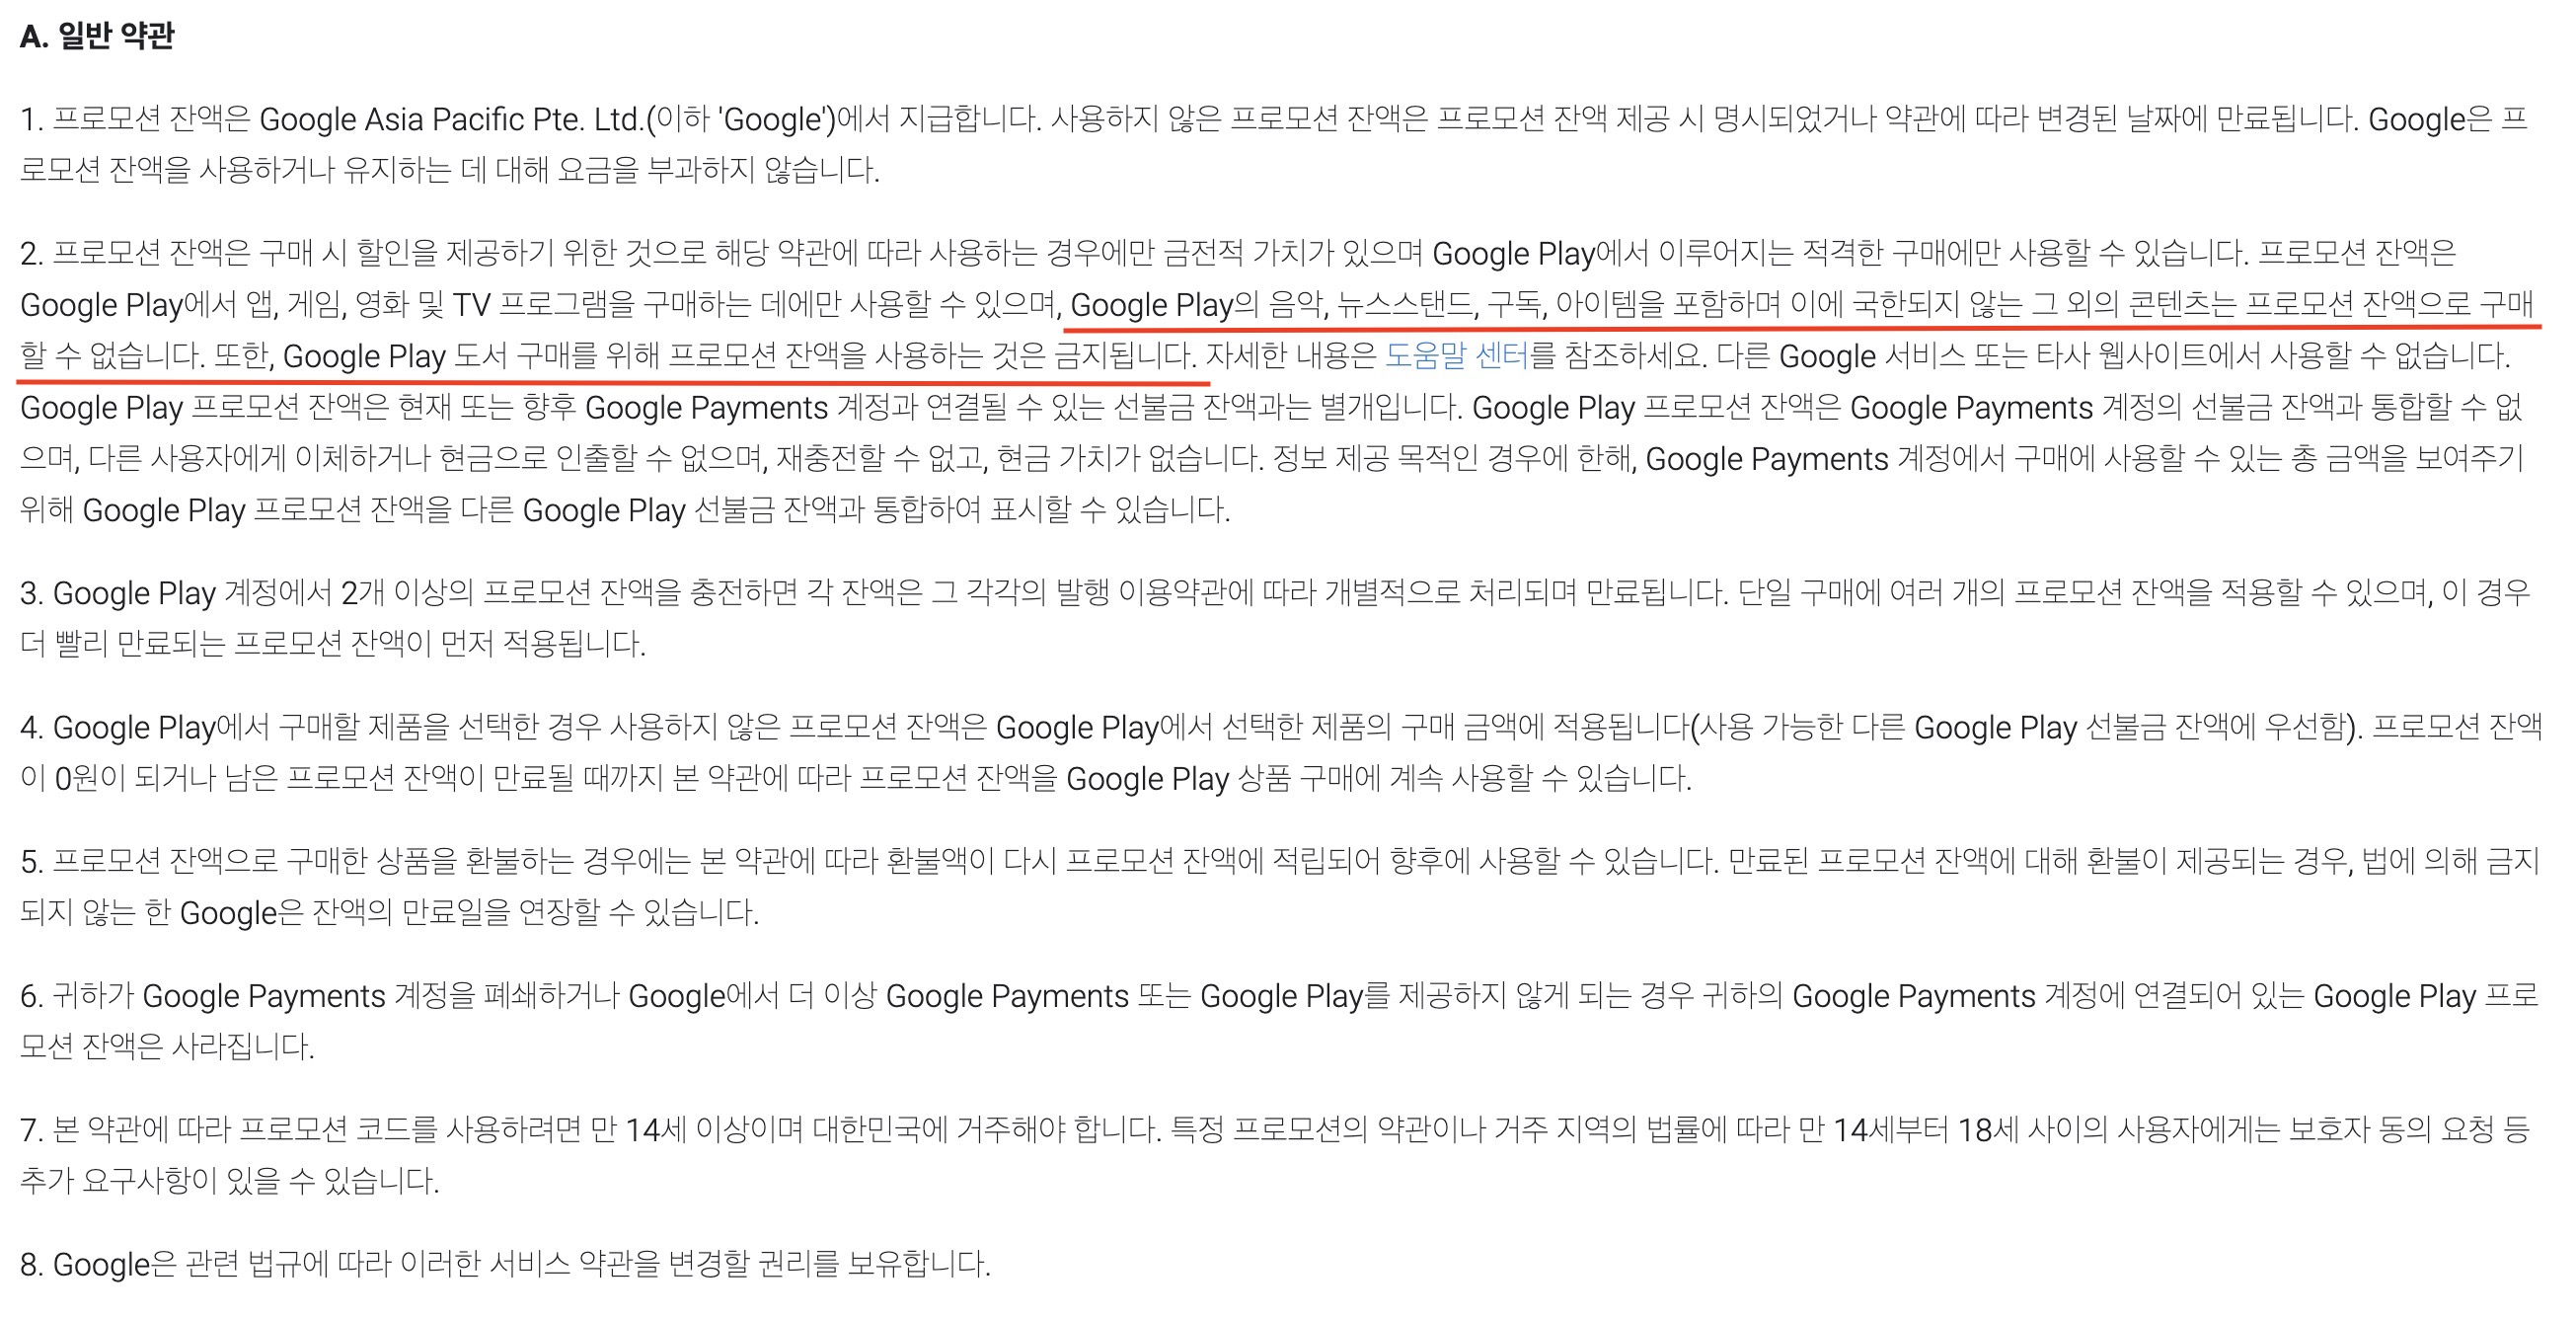 A. 일반 약관
1. 프로모션 잔액은 Google Asia Pacific Pte. Ltd.(이하 'Google')에서 지급합니다. 사용하지 않은 프로모션 잔액은 프로모션 잔액 제공 시 명시되었거나 약관에 따라 변경된 날짜에 만료됩니다. Google은 프
로모션 잔액을 사용하거나 유지하는 데 대해 요금을 부과하지 않습니다.
2. 프로모션 잔액은 구매 시 할인을 제공하기 위한 것으로 해당 약관에 따라 사용하는 경우에만 금전적 가치가 있으며 Google Play에서 이루어지는 적격한 구매에만 사용할 수 있습니다. 프로모션 잔액은
Google Play에서 앱, 게임, 영화 및 TV 프로그램을 구매하는 데에만 사용할 수 있으며, Google Play의 음악, 뉴스스탠드, 구독, 아이템을 포함하며 이에 국한되지 않는 그 외의 콘텐츠는 프로모션 잔액으로 구매
할 수 없습니다. 또한, Google Play 도서 구매를 위해 프로모션 잔액을 사용하는 것은 금지됩니다. 자세한 내용은 도움말 센터를 참조하세요. 다른 Google 서비스 또는 타사 웹사이트에서 사용할 수 없습니다.
Google Play 프로모션 잔액은 현재 또는 향후 Google Payments 계정과 연결될 수 있는 선불금 잔액과는 별개입니다. Google Play 프로모션 잔액은 Google Payments 계정의 선불금 잔액과 통합할 수 없
으며, 다른 사용자에게 이체하거나 현금으로 인출할 수 없으며, 재충전할 수 없고, 현금 가치가 없습니다. 정보 제공 목적인 경우에 한해, Google Payments 계정에서 구매에 사용할 수 있는 총 금액을 보여주기
위해 Google Play 프로모션 잔액을 다른 Google Play 선불금 잔액과 통합하여 표시할 수 있습니다.
3. Google Play 계정에서 2개 이상의 프로모션 잔액을 충전하면 각 잔액은 그 각각의 발행 이용약관에 따라 개별적으로 처리되며 만료됩니다. 단일 구매에 여러 개의 프로모션 잔액을 적용할 수 있으며, 이 경우
더 빨리 만료되는 프로모션 잔액이 먼저 적용됩니다.
4. Google Play에서 구매할 제품을 선택한 경우 사용하지 않은 프로모션 잔액은 Google Play에서 선택한 제품의 구매 금액에 적용됩니다(사용 가능한 다른 Google Play 선불금 잔액에 우선함). 프로모션 잔액
이 0원이 되거나 남은 프로모션 잔액이 만료될 때까지 본 약관에 따라 프로모션 잔액을 Google Play 상품 구매에 계속 사용할 수 있습니다.
5. 프로모션 잔액으로 구매한 상품을 환불하는 경우에는 본 약관에 따라 환불액이 다시 프로모션 잔액에 적립되어 향후에 사용할 수 있습니다. 만료된 프로모션 잔액에 대해 환불이 제공되는 경우, 법에 의해 금지
되지 않는 한 Google은 잔액의 만료일을 연장할 수 있습니다.
6. 귀하가 Google Payments 계정을 폐쇄하거나 Google에서 더 이상 Google Payments 또는 Google Play를 제공하지 않게 되는 경우 귀하의 Google Payments 계정에 연결되어 있는 Google Play 프로
모션 잔액은 사라집니다.
7. 본 약관에 따라 프로모션 코드를 사용하려면 만 14세 이상이며 대한민국에 거주해야 합니다. 특정 프로모션의 약관이나 거주 지역의 법률에 따라 만 14세부터 18세 사이의 사용자에게는 보호자 동의 요청 등
추가 요구사항이 있을 수 있습니다.
8. Google은 관련 법규에 따라 이러한 서비스 약관을 변경할 권리를 보유합니다.